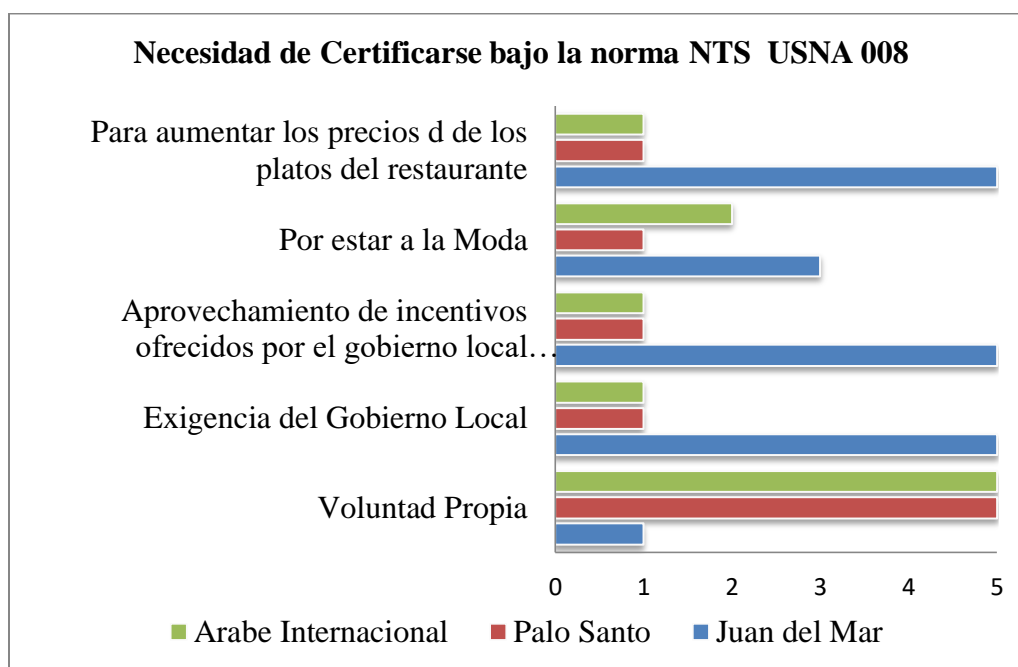 Necesidad de Certificarse bajo la norma NTS USNA 008
Para aumentar los precios d de los
platos del restaurante
Por estar a la Moda
Aprovechamiento de incentivos
ofrecidos por el gobierno local…
Exigencia del Gobierno Local
Voluntad Propia
0 1 2 3 4 5
Arabe Internacional Palo Santo Juan del Mar